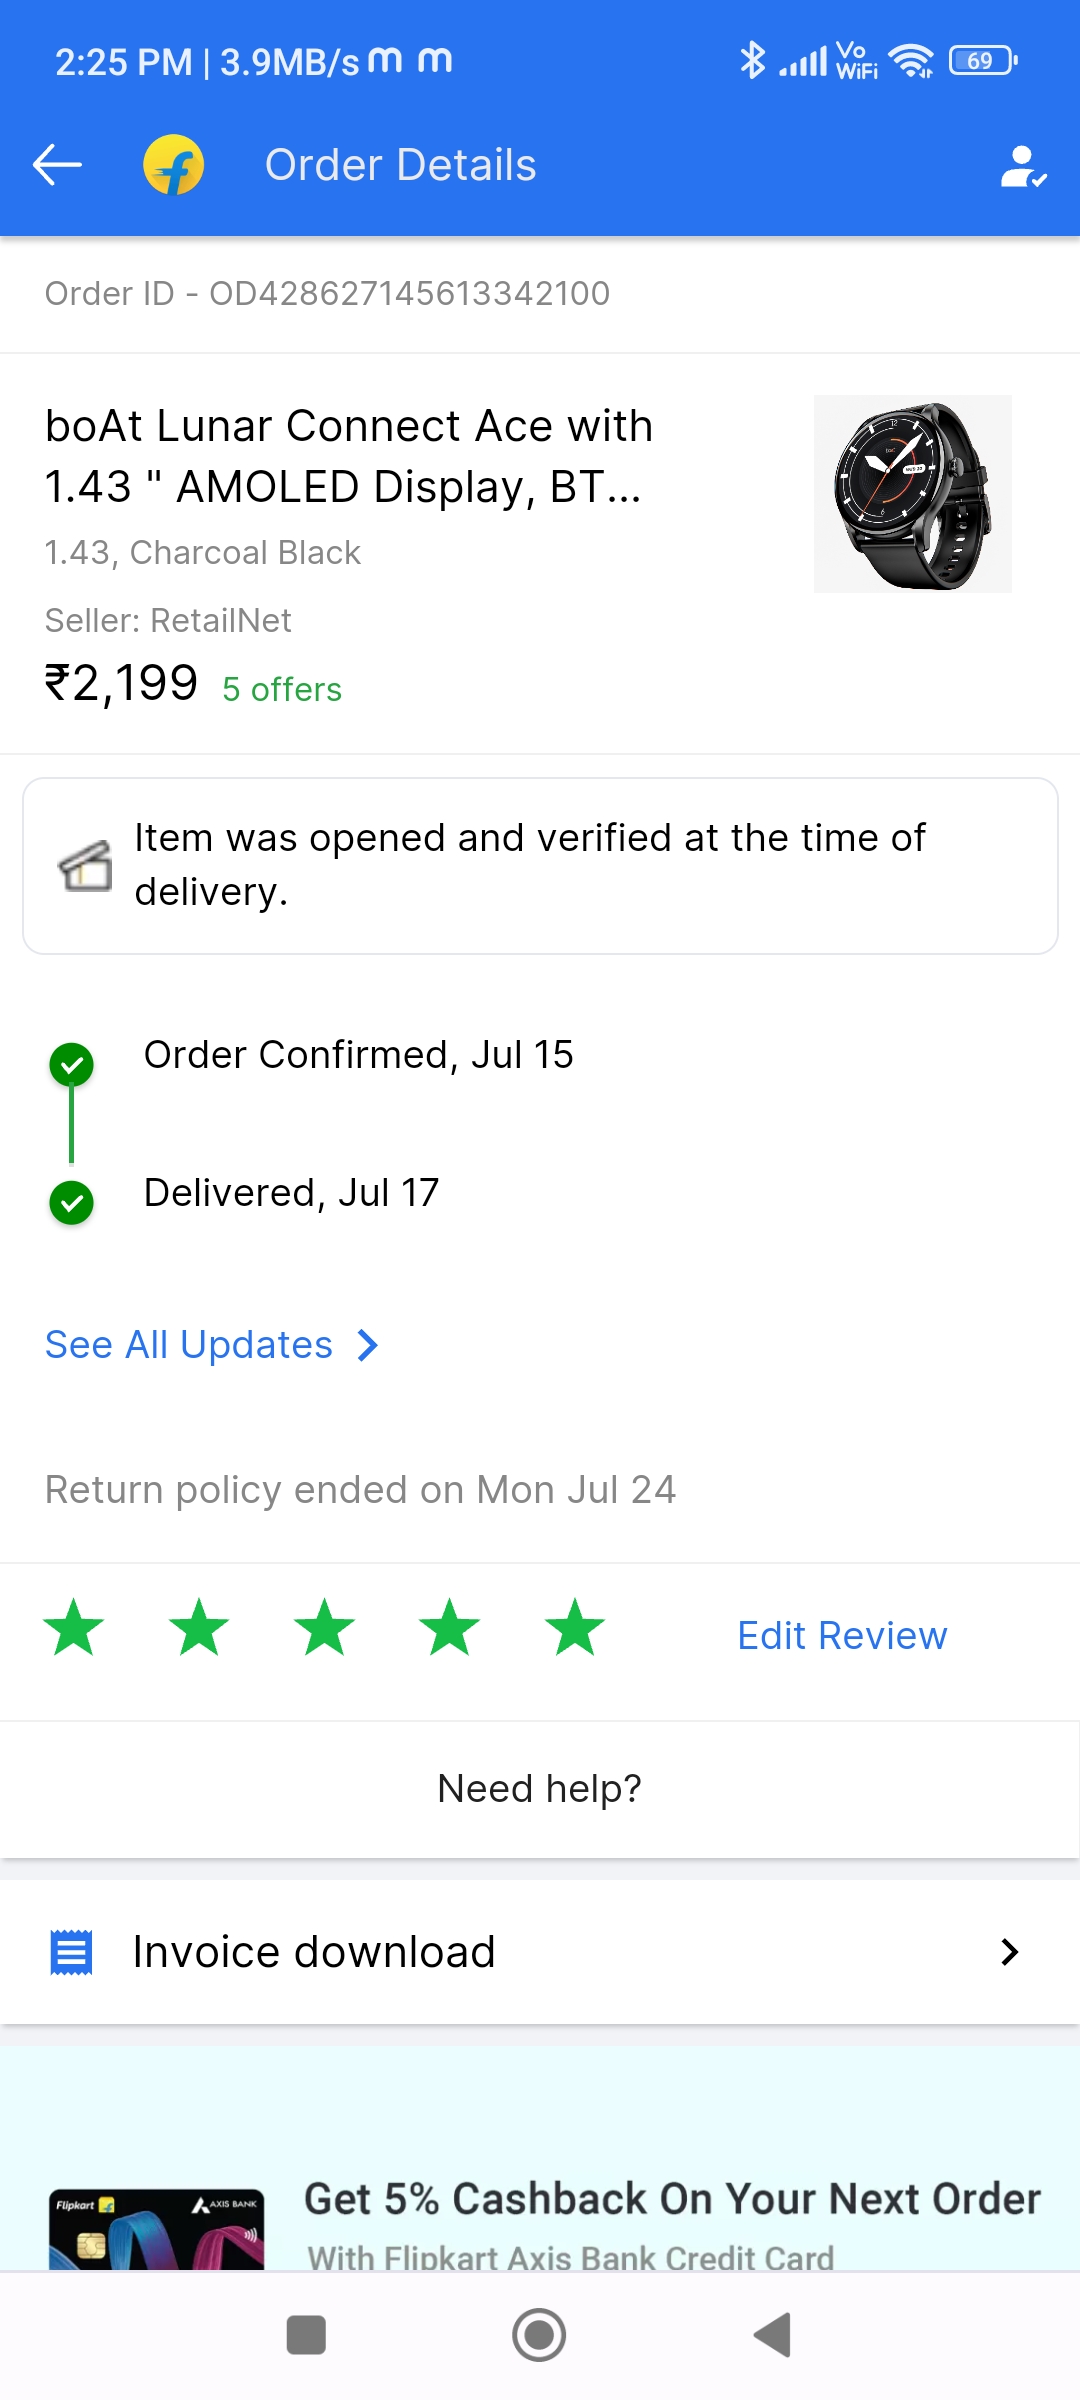 2:25 PM | 3.9MB/s m m Vo WiFi 69
Order Details
Order ID - OD428627145613342100
boAt Lunar Connect Ace with
1.43 " AMOLED Display, BT...
1.43, Charcoal Black
Seller: RetailNet
₹2,199 5 offers
Item was opened and verified at the time of
delivery.
Order Confirmed, Jul 15
Delivered, Jul 17
See All Updates
Return policy ended on Mon Jul 24
Edit Review
Need help?
Invoice download
Flipkart AXIS BANK
Get 5% Cashback On Your Next Order
With Flipkart Axis Bank Credit Card